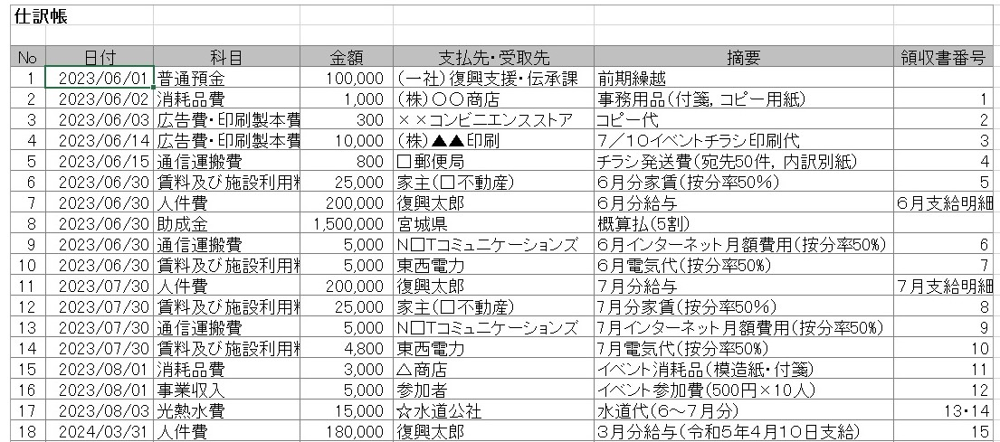 仕訳帳
No 日付 科目 金額 支払先・受取先 摘要 領収書番号
1 2023/06/01 普通預金 100,000 (一社)復興支援・伝承課 前期繰越
2 2023/06/02 消耗品費 1,000 (株)〇〇商店 事務用品(付箋,コピー用紙) 1
3 2023/06/03 広告費・印刷製本費 300 ××コンビニエンスストア コピー代 2
4 2023/06/14 広告費・印刷製本費 10,000 (株)▲▲印刷 7／10イベントチラシ印刷代 3
5 2023/06/15 通信運搬費 800 □郵便局 チラシ発送費(宛先50件,内訳別紙) 4
6 2023/06/30 賃料及び施設利用料 25,000 家主(□不動産) 6月分家賃(按分率50%) 5
7 2023/06/30 人件費 200,000 復興太郎 6月分給与 6月支給明細
8 2023/06/30 助成金 1,500,000 宮城県 概算払(5割)
9 2023/06/30 通信運搬費 5,000 N□Tコミュニケーションズ 6月インターネット月額費用(按分率50%) 6
10 2023/06/30 賃料及び施設利用料 5,000 東西電力 6月電気代(按分率50%) 7
11 2023/07/30 人件費 200,000 復興太郎 7月分給与 7月支給明細
12 2023/07/30 賃料及び施設利用料 25,000 家主(□不動産) 7月分家賃(按分率50%) 8
13 2023/07/30 通信運搬費 5,000 N□Tコミュニケーションズ 7月インターネット月額費用(按分率50%) 9
14 2023/07/30 賃料及び施設利用料 4,800 東西電力 7月電気代(按分率50%) 10
15 2023/08/01 消耗品費 3,000 △商店 イベント消耗品(模造紙・付箋) 11
16 2023/08/01 事業収入 5,000 参加者 イベント参加費(500円×10人) 12
17 2023/08/03 光熱水費 15,000 ☆水道公社 水道代(6～7月分) 13・14
18 2024/03/31 人件費 180,000 復興太郎 3月分給与(令和5年4月10日支給) 15